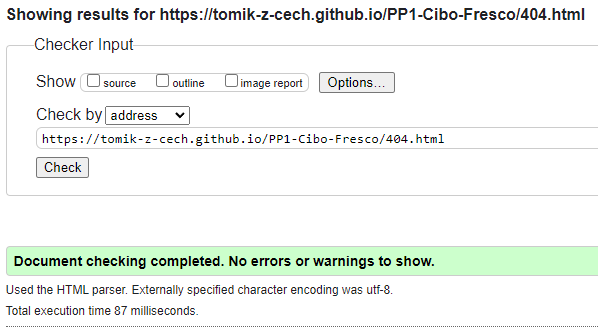 Showing results for https://tomik-z-cech.github.io/PP1-Cibo-Fresco/404.html
Checker Input
Show source outline image report Options...
Check by address
https://tomik-z-cech.github.io/PP1-Cibo-Fresco/404.html
Check
Document checking completed. No errors or warnings to show.
Used the HTML parser. Externally specified character encoding was utf-8.
Total execution time 87 milliseconds.